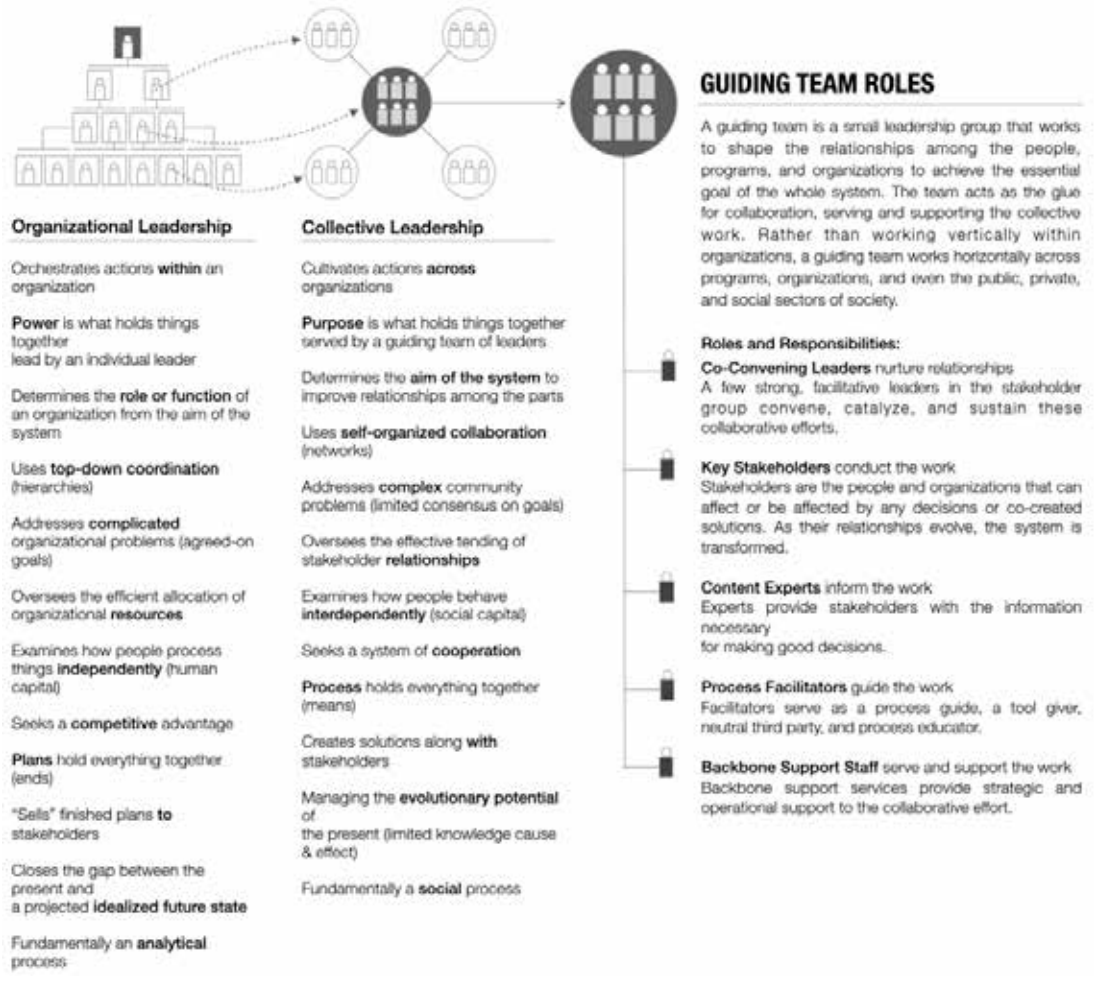 Organizational Leadership
Orchestrates actions within an
organization
Power is what holds things
together
lead by an individual leader
Determines the role or function of
an organization from the aim of the
system
Uses top-down coordination
(hierarchies)
Addresses complicated
organizational problems (agreed-on
goals)
Oversees the efficient allocation of
organizational resources
Examines how people process
things independently (human
capital)
Seeks a competitive advantage
Plans hold everything together
(ends)
"Sells" finished plans to
stakeholders
Closes the gap between the
present and
a projected idealized future state
Fundamentally an analytical
process
Collective Leadership
Cultivates actions across
organizations
Purpose is what holds things together
served by a guiding team of leaders
Determines the aim of the system to
improve relationships among the parts
Uses self-organized collaboration
(networks)
Addresses complex community
problems (limited consensus on goals)
Oversees the effective tending of
stakeholder relationships
Examines how people behave
interdependently (social capital)
Seeks a system of cooperation
Process holds everything together
(means)
Creates solutions along with
stakeholders
Managing the evolutionary potential
of
the present (limited knowledge cause
& effect)
Fundamentally a social process
GUIDING TEAM ROLES
A guiding team is a small leadership group that works
to shape the relationships among the people,
programs, and organizations to achieve the essential
goal of the whole system. The team acts as the glue
for collaboration, serving and supporting the collective
work. Rather than working vertically within
organizations, a guiding team works horizontally across
programs, organizations, and even the public, private,
and social sectors of society.
Roles and Responsibilities:
Co-Convening Leaders nurture relationships
A few strong, facilitative leaders in the stakeholder
group convene, catalyze, and sustain these
collaborative efforts.
Key Stakeholders conduct the work
Stakeholders are the people and organizations that can
affect or be affected by any decisions or co-created
solutions. As their relationships evolve, the system is
transformed.
Content Experts inform the work
Experts provide stakeholders with the information
necessary
for making good decisions.
Process Facilitators guide the work
Facilitators serve as a process guide, a tool giver,
neutral third party, and process educator.
Backbone Support Staff serve and support the work
Backbone support services provide strategic and
operational support to the collaborative effort.